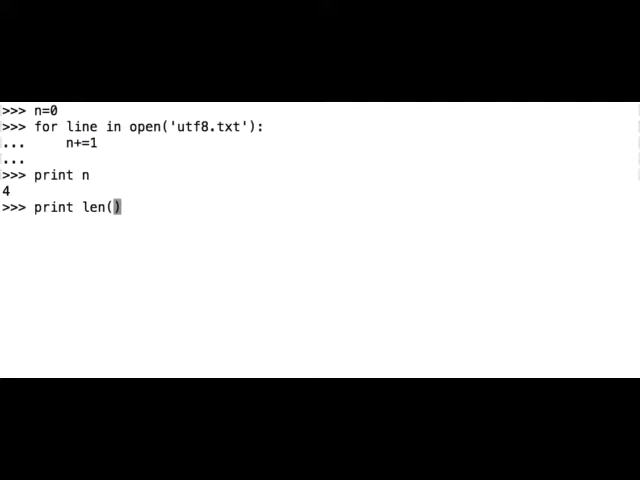 >>> n=0
>>> for line in open('utf8.txt'):
...     n+=1
...
>>> print n
4
>>> print len()